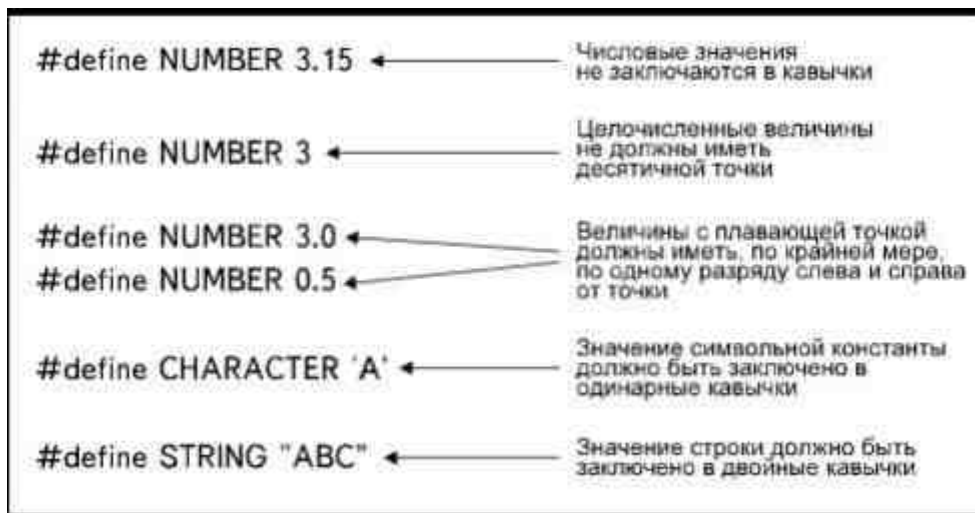 #define NUMBER 3.15
Числовые значения
не заключаются в кавычки
#define NUMBER 3
Целочисленные величины
не должны иметь
десятичной точки
#define NUMBER 3.0
#define NUMBER 0.5
Величины с плавающей точкой
должны иметь, по крайней мере,
по одному разряду слева и справа
от точки
#define CHARACTER 'A'
Значение символьной константы
должно быть заключено в
одинарные кавычки
#define STRING "ABC"
Значение строки должно быть
заключено в двойные кавычки